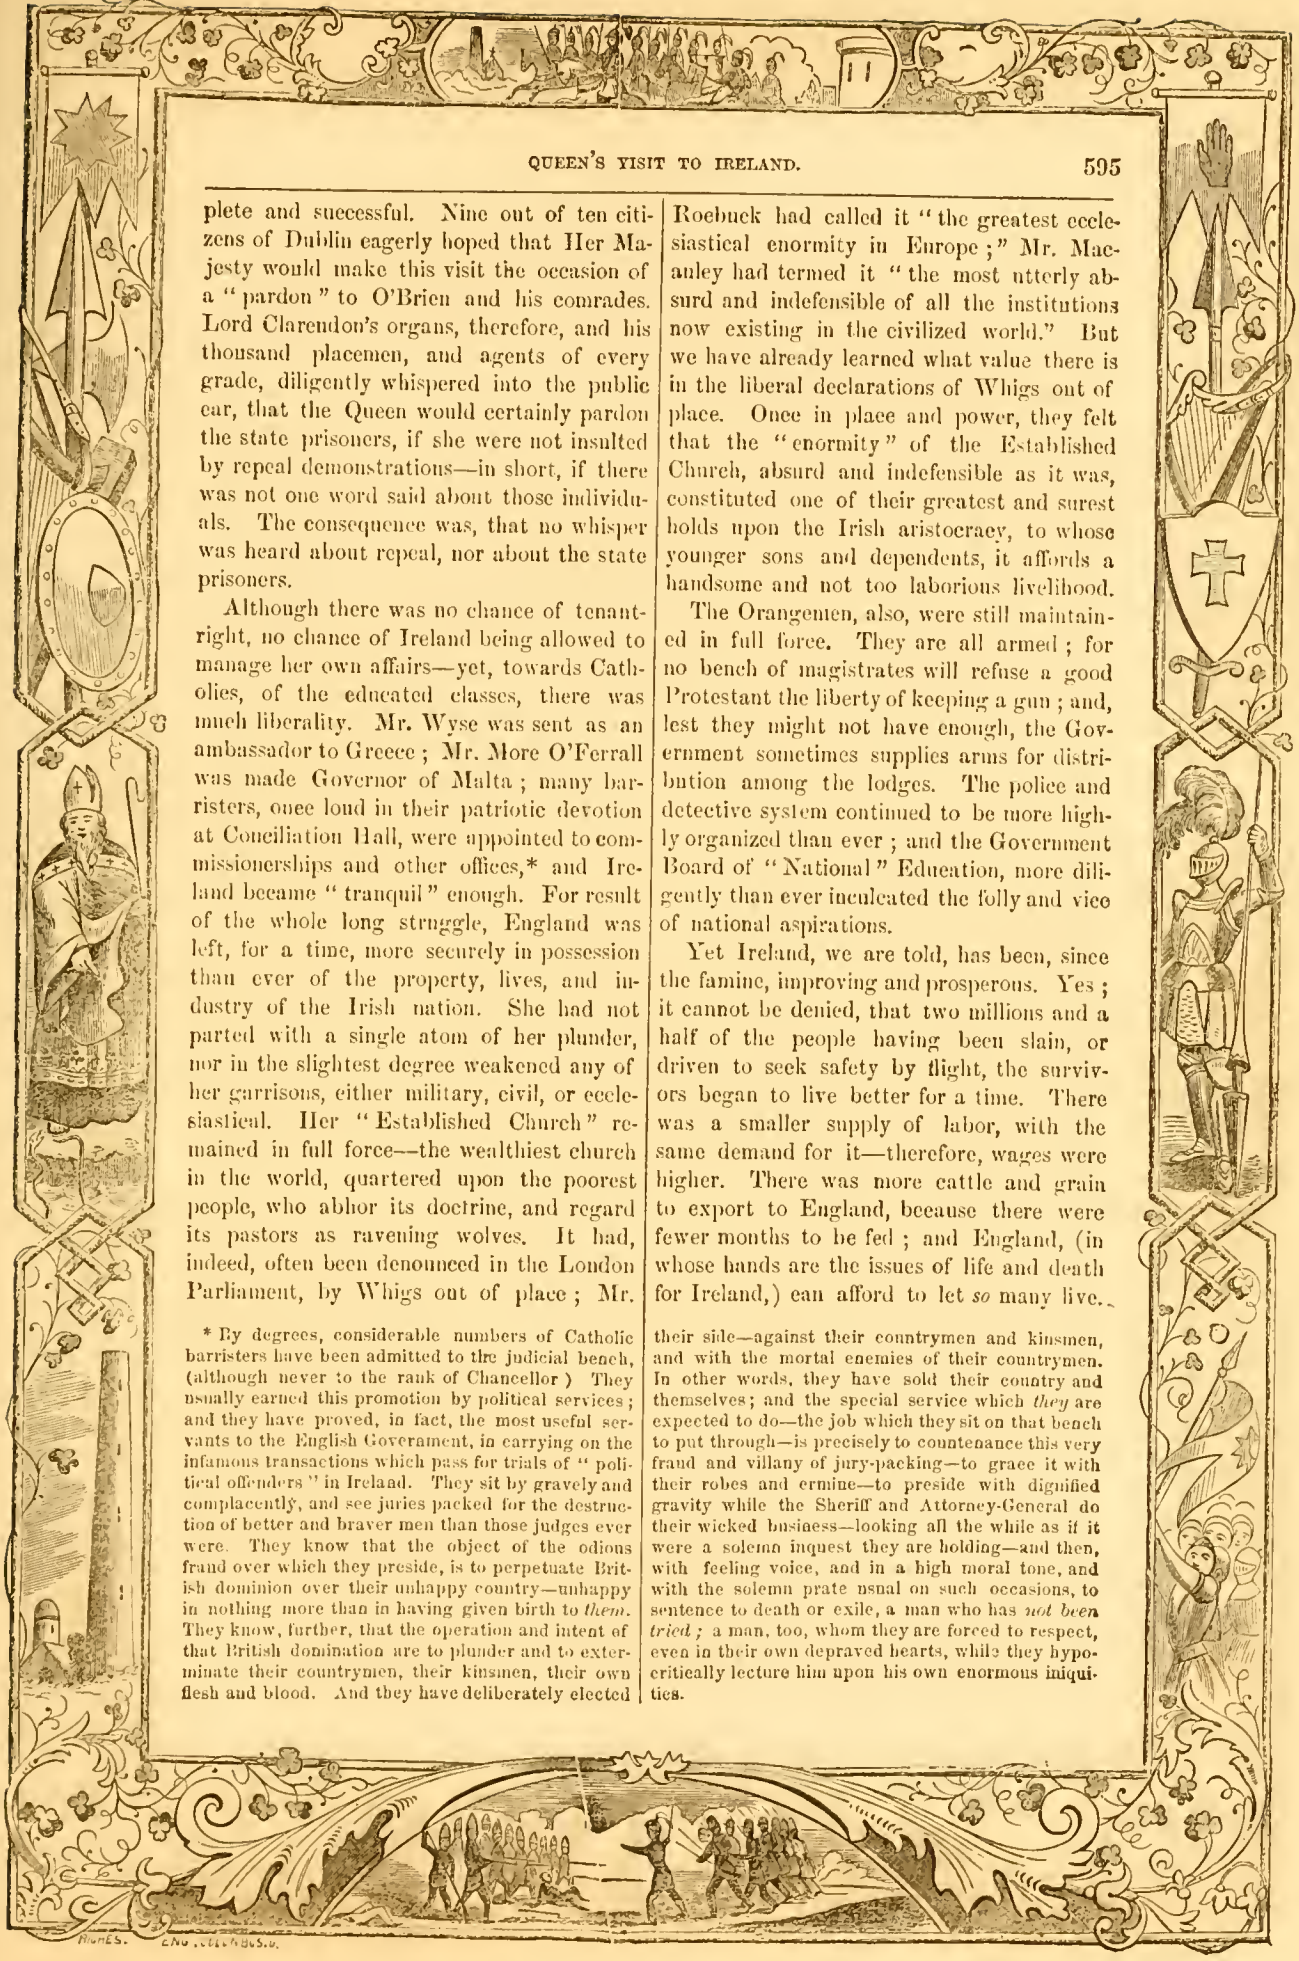 QUEEN'S VISIT TO IRELAND. 595
plete and successful. Nine out of ten citi-
zens of Dublin eagerly hoped that Her Ma-
jesty would make this visit the occasion of
a “ pardon ” to O'Brien and his comrades.
Lord Clarendon's organs, therefore, and his
thousand placemen, and agents of every
grade, diligently whispered into the public
ear, that the Queen would certainly pardon
the state prisoners, if she were not insulted
by repeal demonstrations—in short, if there
was not one word said about those individu-
als. The consequence was, that no whisper
was heard about repeal, nor about the state
prisoners.
Although there was no chance of tenant-
right, no chance of Ireland being allowed to
manage her own affairs—yet, towards Cath-
olics, of the educated classes, there was
much liberality. Mr. Wyse was sent as an
ambassador to Greece ; Mr. More O'Ferrall
was made Governor of Malta ; many bar-
risters, once loud in their patriotic devotion
at Conciliation Hall, were appointed to com-
missionerships and other offices,* and Ire-
land became “ tranquil ” enough. For result
of the whole long struggle, England was
left, for a time, more securely in possession
than ever of the property, lives, and in-
dustry of the Irish nation. She had not
parted with a single atom of her plunder,
nor in the slightest degree weakened any of
her garrisons, either military, civil, or eccle-
siastical. Her “ Established Church ” re-
mained in full force—the wealthiest church
in the world, quartered upon the poorest
people, who abhor its doctrine, and regard
its pastors as ravening wolves. It had,
indeed, often been denounced in the London
Parliament, by Whigs out of place ; Mr.
Roebuck had called it “ the greatest eccle-
siastical enormity in Europe ;” Mr. Mac-
auley had termed it “ the most utterly ab-
surd and indefensible of all the institutions
now existing in the civilized world.” But
we have already learned what value there is
in the liberal declarations of Whigs out of
place. Once in place and power, they felt
that the “ enormity ” of the Established
Church, absurd and indefensible as it was,
constituted one of their greatest and surest
holds upon the Irish aristocracy, to whose
younger sons and dependents, it affords a
handsome and not too laborious livelihood.
The Orangemen, also, were still maintain-
ed in full force. They are all armed ; for
no bench of magistrates will refuse a good
Protestant the liberty of keeping a gun ; and,
lest they might not have enough, the Gov-
ernment sometimes supplies arms for distri-
bution among the lodges. The police and
detective system continued to be more high-
ly organized than ever ; and the Government
Board of “ National ” Education, more dili-
gently than ever inculcated the folly and vice
of national aspirations.
Yet Ireland, we are told, has been, since
the famine, improving and prosperous. Yes ;
it cannot be denied, that two millions and a
half of the people having been slain, or
driven to seek safety by flight, the surviv-
ors began to live better for a time. There
was a smaller supply of labor, with the
same demand for it—therefore, wages were
higher. There was more cattle and grain
to export to England, because there were
fewer months to be fed ; and England, (in
whose hands are the issues of life and death
for Ireland,) can afford to let so many live.
* By degrees, considerable numbers of Catholic
barristers have been admitted to the judicial bench,
(although never to the rank of Chancellor ) They
usually earned this promotion by political services ;
and they have proved, in fact, the most useful ser-
vants to the English Government, in carrying on the
infamous transactions which pass for trials of “ poli-
tical offenders ” in Ireland. They sit by gravely and
complacently, and see juries packed for the destruc-
tion of better and braver men than those judges ever
were. They know that the object of the odious
fraud over which they preside, is to perpetuate Brit-
ish dominion over their unhappy country—unhappy
in nothing more than in having given birth to them.
They know, further, that the operation and intent of
that British domination are to plunder and to exter-
minate their countrymen, their kinsmen, their own
flesh and blood. And they have deliberately elected
their side—against their countrymen and kinsmen,
and with the mortal enemies of their countrymen.
In other words, they have sold their country and
themselves ; and the special service which they are
expected to do—the job which they sit on that bench
to put through—is precisely to countenance this very
fraud and villany of jury-packing—to grace it with
their robes and ermine—to preside with dignified
gravity while the Sheriff and Attorney-General do
their wicked business—looking all the while as if it
were a solemn inquest they are holding—and then,
with feeling voice, and in a high moral tone, and
with the solemn prate usual on such occasions, to
sentence to death or exile, a man who has not been
tried ; a man, too, whom they are forced to respect,
even in their own depraved hearts, while they hypo-
critically lecture him upon his own enormous iniqui-
ties.